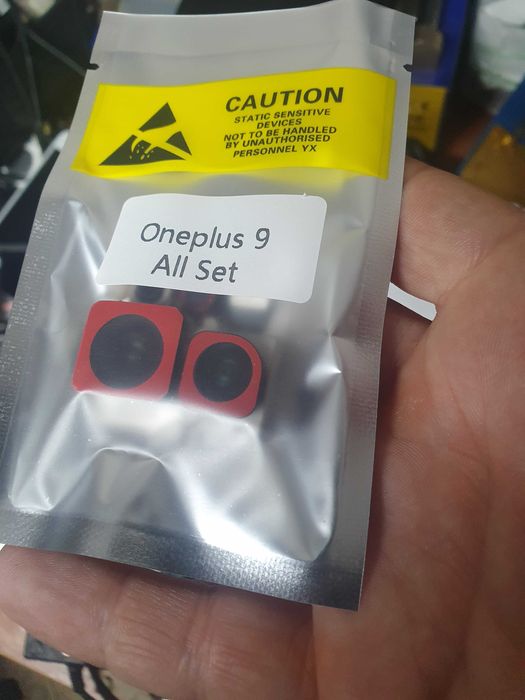 CAUTION
STATIC SENSITIVE
DEVICES
NOT TO BE HANDLED
BY UNAUTHORISED
PERSONNEL YX
Oneplus 9
All Set